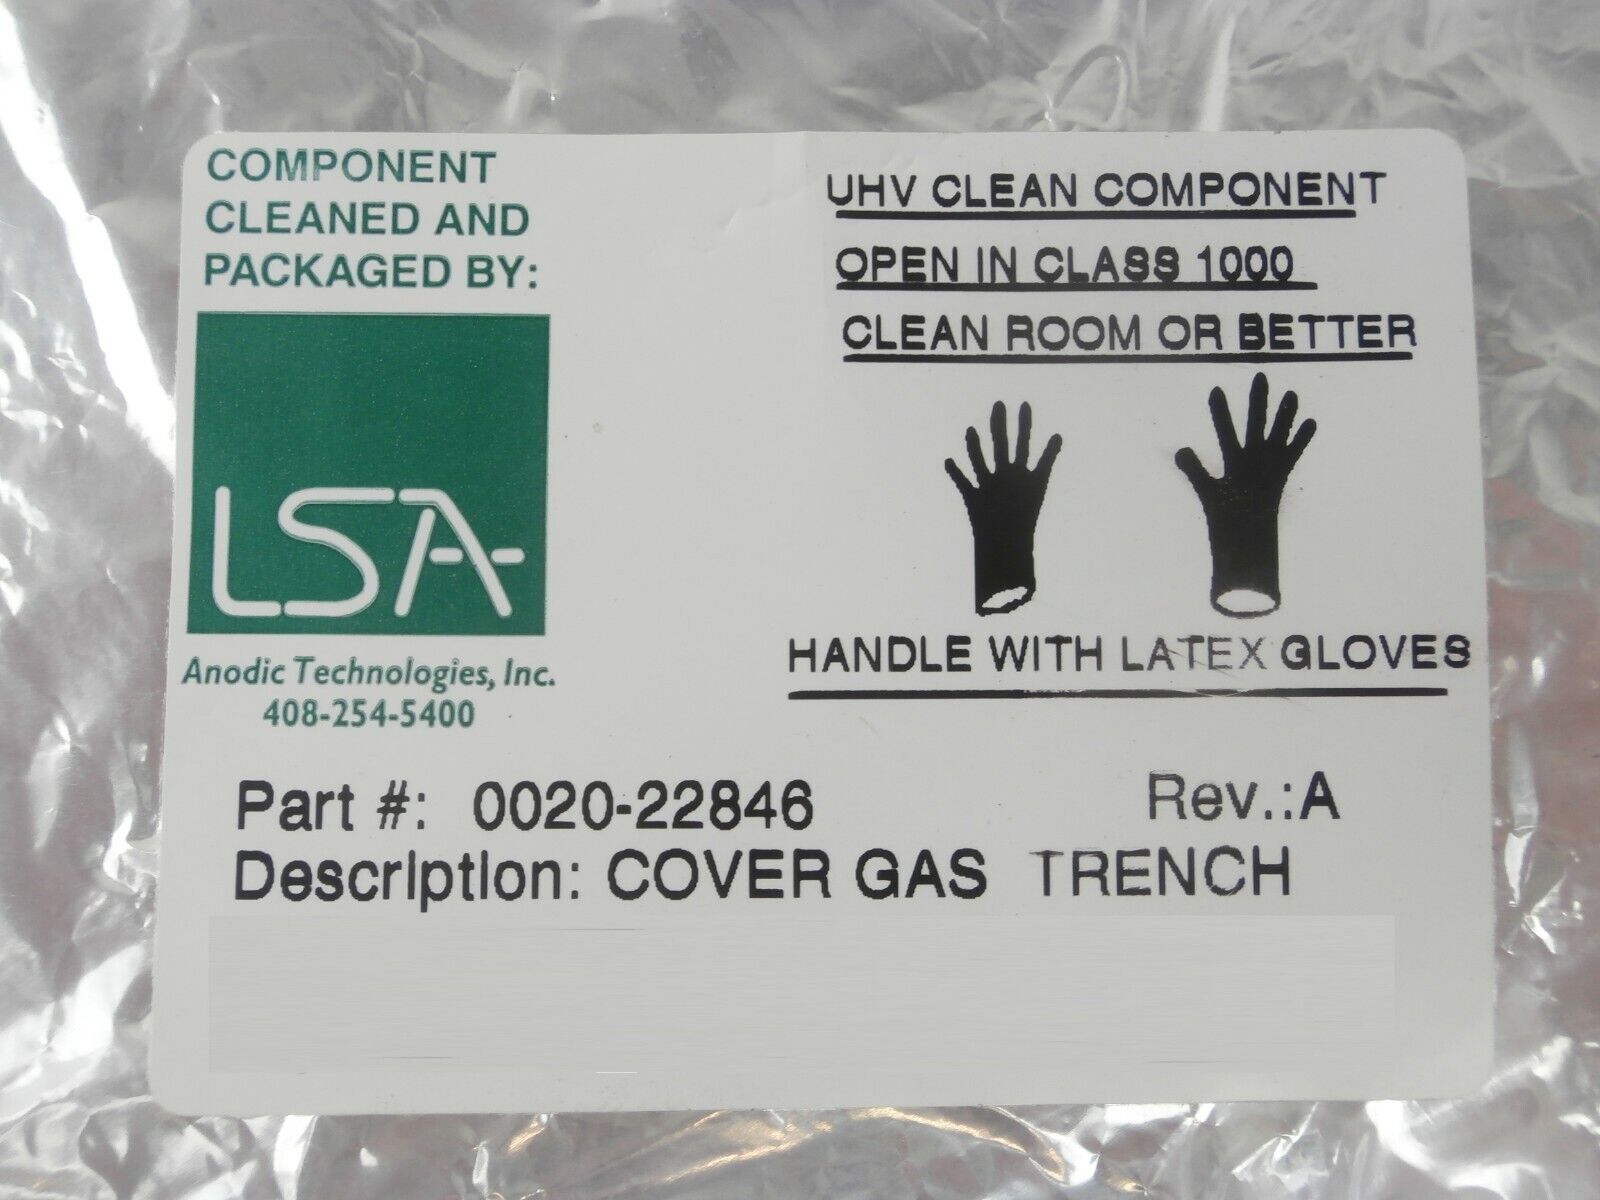 COMPONENT
CLEANED AND
PACKAGED BY:
LSA
Anodic Technologies, Inc.
408-254-5400
UHV CLEAN COMPONENT
OPEN IN CLASS 1000
CLEAN ROOM OR BETTER
HANDLE WITH LATEX GLOVES
Part #: 0020-22846 Rev.:A
Description: COVER GAS TRENCH